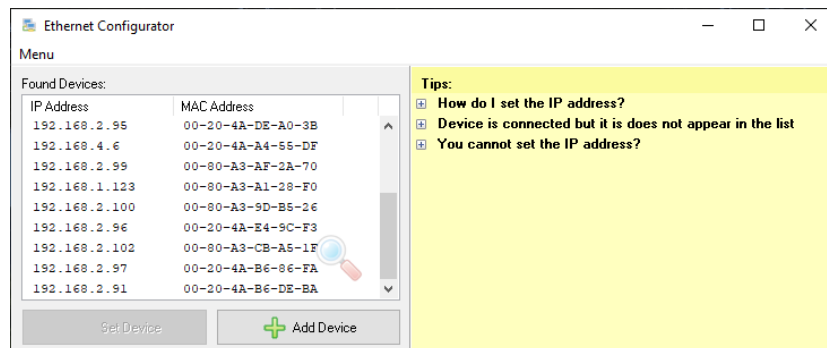 Ethernet Configurator
Menu
Found Devices:
IP Address MAC Address
192.168.2.95 00-20-4A-DE-A0-3B
192.168.4.6 00-20-4A-A4-55-DF
192.168.2.99 00-80-A3-AF-2A-70
192.168.1.123 00-80-A3-A1-28-F0
192.168.2.100 00-80-A3-9D-B5-26
192.168.2.96 00-20-4A-E4-9C-F3
192.168.2.102 00-80-A3-CB-A5-1F
192.168.2.97 00-20-4A-B6-86-FA
192.168.2.91 00-20-4A-B6-DE-BA
Set Device Add Device
Tips:
How do I set the IP address?
Device is connected but it is does not appear in the list
You cannot set the IP address?